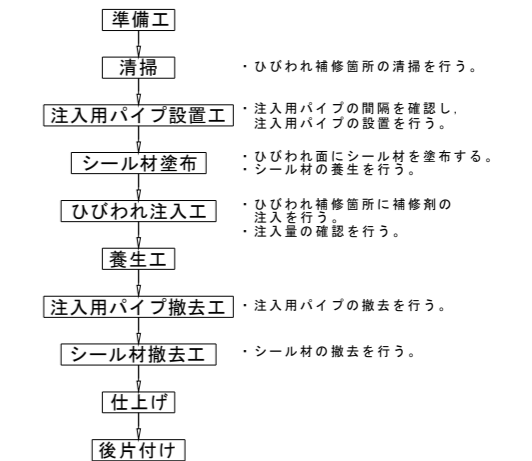 準備工
清掃
・ひびわれ補修箇所の清掃を行う。
注入用パイプ設置工
・注入用パイプの間隔を確認し，
注入用パイプの設置を行う。
シール材塗布
・ひびわれ面にシール材を塗布する。
・シール材の養生を行う。
ひびわれ注入工
・ひびわれ補修箇所に補修剤の
注入を行う。
・注入量の確認を行う。
養生工
注入用パイプ撤去工
・注入用パイプの撤去を行う。
シール材撤去工
・シール材の撤去を行う。
仕上げ
後片付け